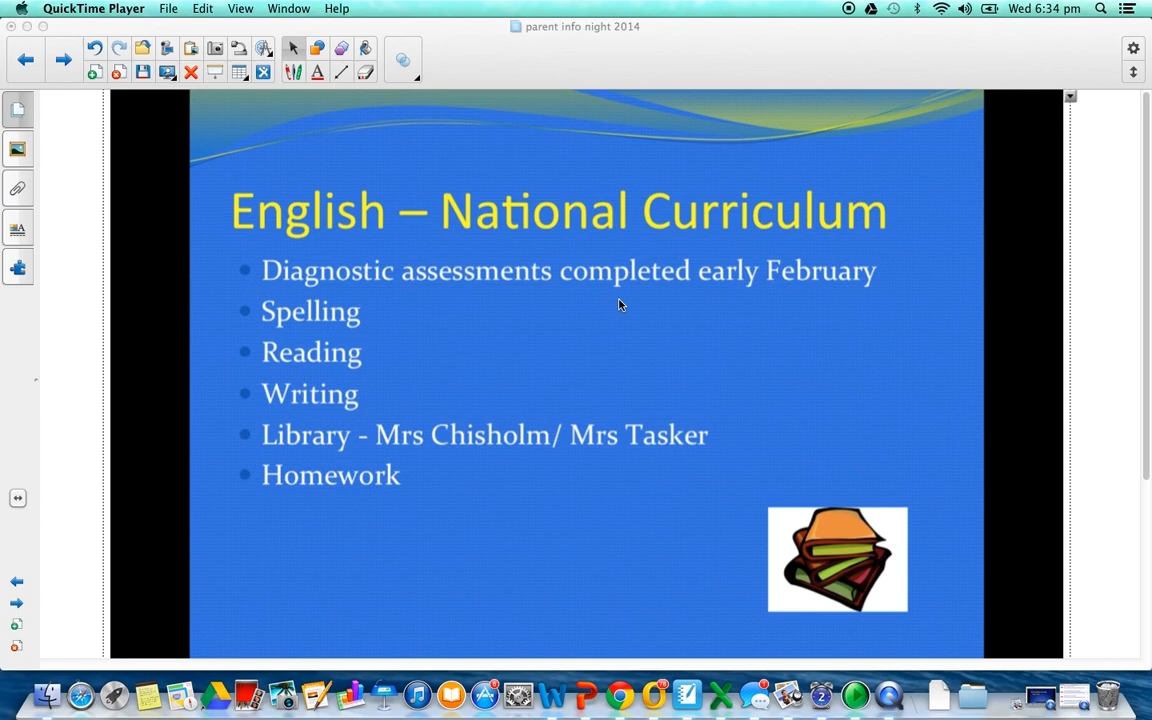 QuickTime Player File Edit View Window Help Wed 6:34 pm
parent info night 2014
English – National Curriculum
Diagnostic assessments completed early February
Spelling
Reading
Writing
Library - Mrs Chisholm/ Mrs Tasker
Homework